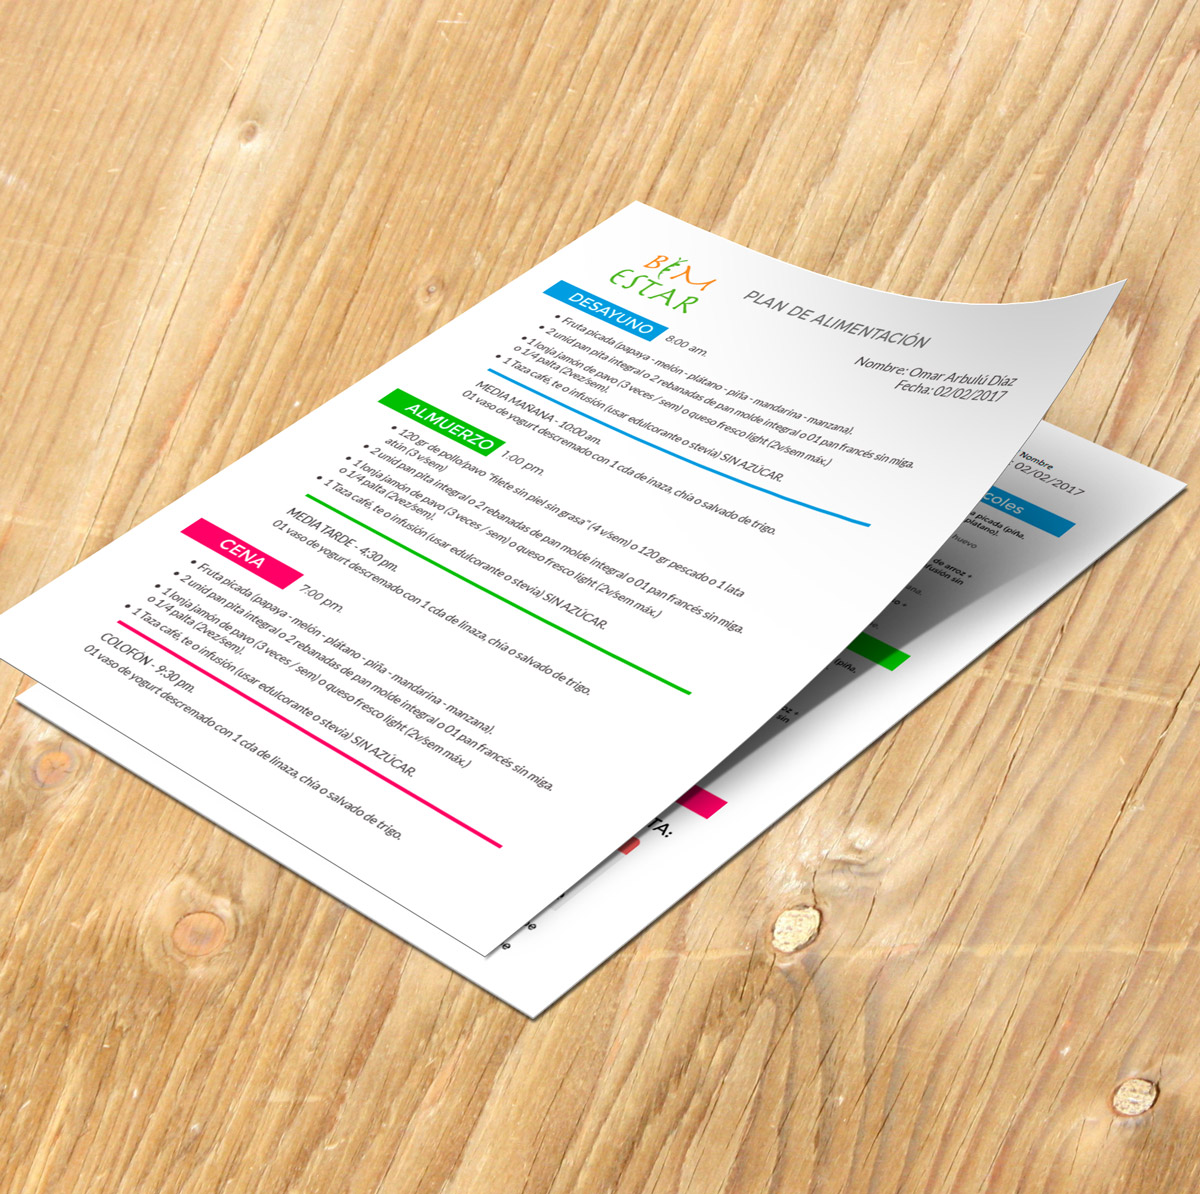 BEM
ESTAR
PLAN DE ALIMENTACIÓN
Nombre: Omar Arbulú Díaz
Fecha: 02/02/2017
DESAYUNO 8:00 am.
• Fruta picada (papaya - melón - plátano - piña - mandarina - manzana).
• 2 unid pan pita integral o 2 rebanadas de pan molde integral o 01 pan francés sin miga.
• 1 lonja jamón de pavo (3 veces / sem) o queso fresco light (2v/sem máx.)
o 1/4 palta (2vez/sem).
• 1 Taza café, te o infusión (usar edulcorante o stevia) SIN AZÚCAR.
MEDIA MAÑANA - 10:00 am.
01 vaso de yogurt descremado con 1 cda de linaza, chía o salvado de trigo.
ALMUERZO 1:00 pm.
• 120 gr de pollo/pavo "filete sin piel sin grasa" (4 v/sem) o 120 gr pescado o 1 lata
atún (3 v/sem)
• 2 unid pan pita integral o 2 rebanadas de pan molde integral o 01 pan francés sin miga.
• 1 lonja jamón de pavo (3 veces / sem) o queso fresco light (2v/sem máx.)
o 1/4 palta (2vez/sem).
• 1 Taza café, te o infusión (usar edulcorante o stevia) SIN AZÚCAR.
MEDIA TARDE - 4:30 pm.
01 vaso de yogurt descremado con 1 cda de linaza, chía o salvado de trigo.
CENA 7:00 pm.
• Fruta picada (papaya - melón - plátano - piña - mandarina - manzana).
• 2 unid pan pita integral o 2 rebanadas de pan molde integral o 01 pan francés sin miga.
• 1 lonja jamón de pavo (3 veces / sem) o queso fresco light (2v/sem máx.)
o 1/4 palta (2vez/sem).
• 1 Taza café, te o infusión (usar edulcorante o stevia) SIN AZÚCAR.
COLOFÓN - 9:30 pm.
01 vaso de yogurt descremado con 1 cda de linaza, chía o salvado de trigo.
Nombre
: 02/02/2017
coles
picada (piña,
platano).
huevo
de arroz +
fusión sin
(piña,
TA: